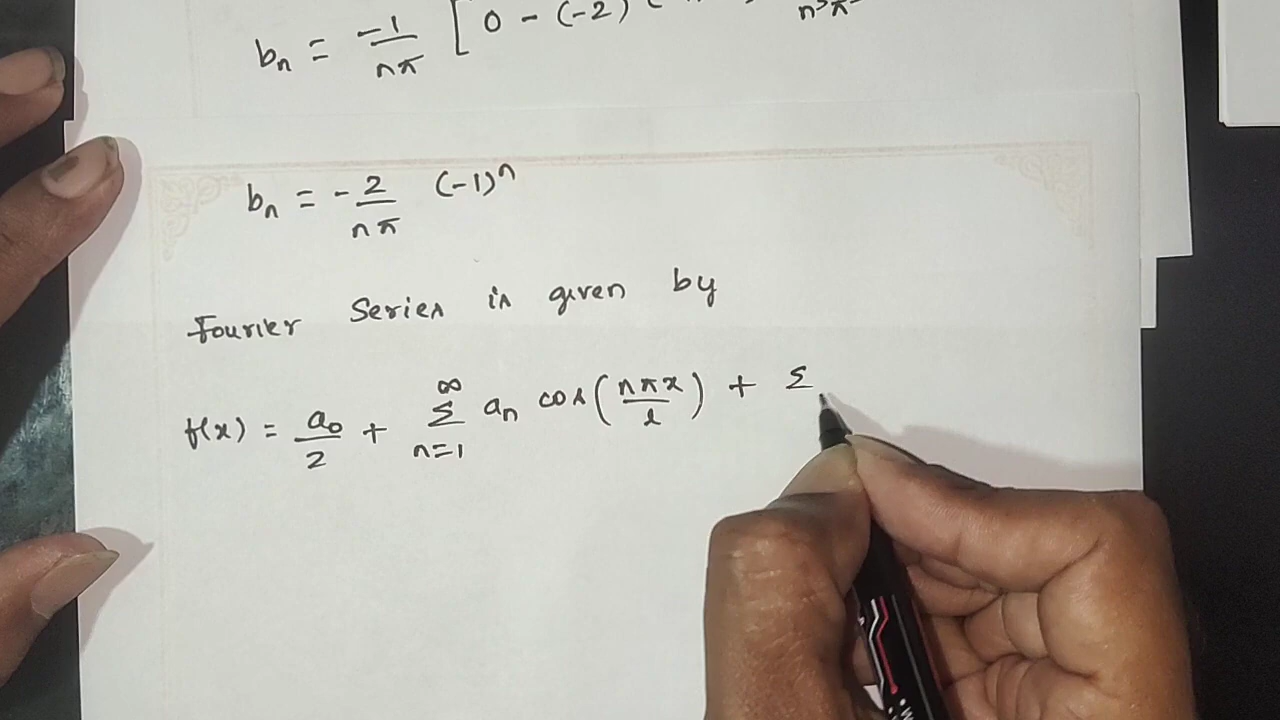 bn = -1/nπ [ 0 - (-2) ( n³π
bn = - 2/nπ (-1)ⁿ
Fourier Series is given by
f(x) = a₀/2 + ∞ Σ n=1 an cos(nπx/l) + Σ